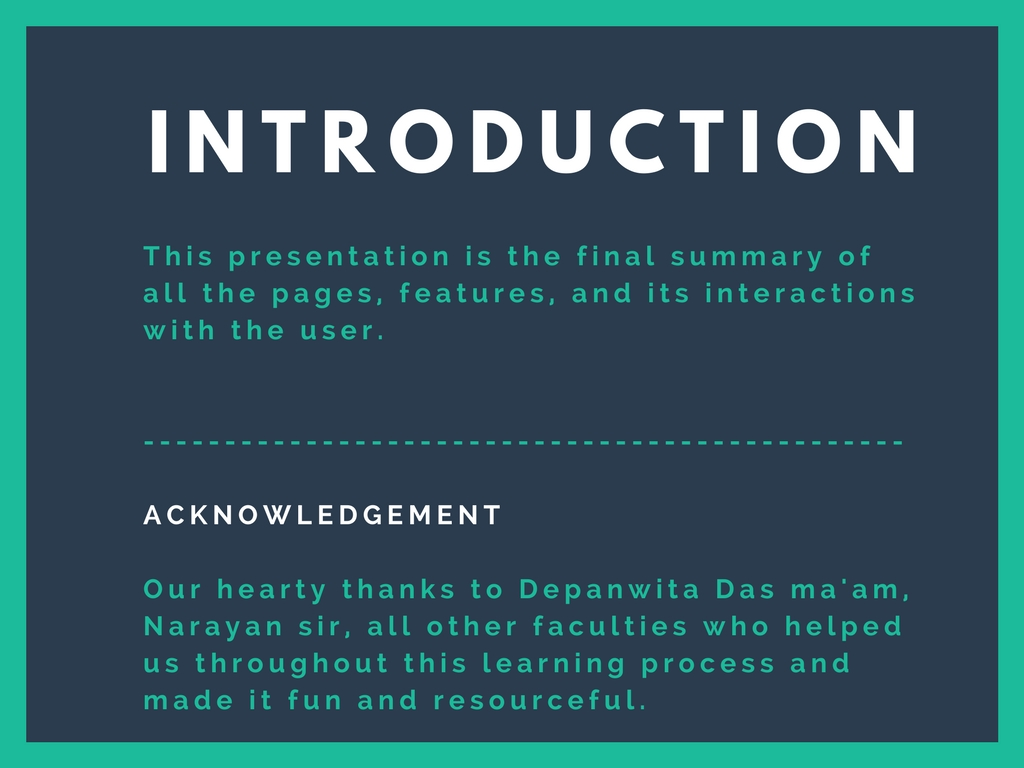 INTRODUCTION
This presentation is the final summary of
all the pages, features, and its interactions
with the user.
-----------------------------------------------
ACKNOWLEDGEMENT
Our hearty thanks to Depanwita Das ma'am,
Narayan sir, all other faculties who helped
us throughout this learning process and
made it fun and resourceful.